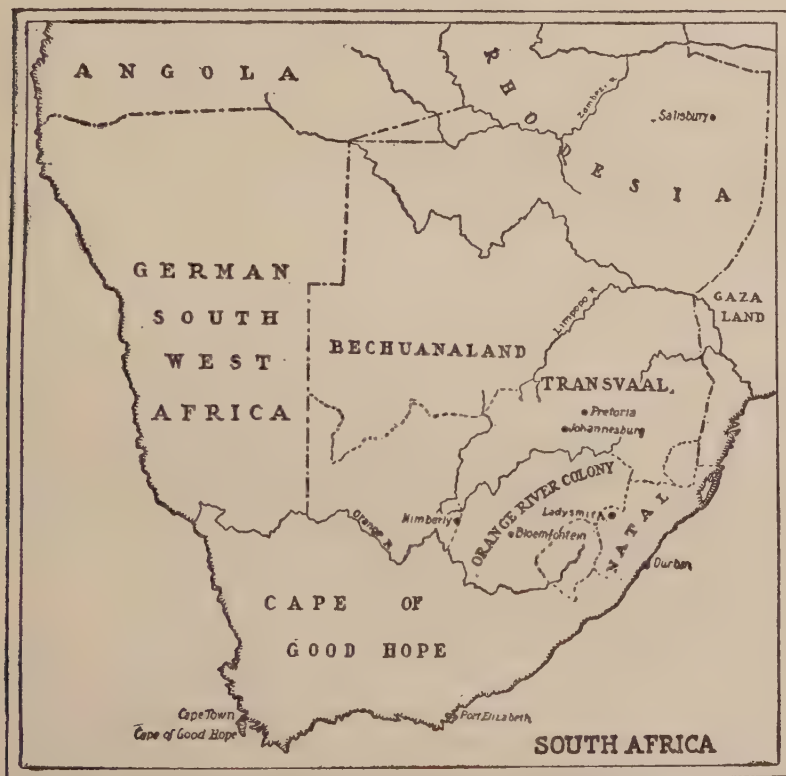 ANGOLA
RHODESIA
Zambezi R
Salisbury
GERMAN
SOUTH
WEST
AFRICA
GAZA
LAND
Limpopo R
BECHUANALAND
TRANSVAAL
Pretoria
Johannesburg
ORANGE RIVER COLONY
Orange R
Kimberly
Ladysmith
Bloemfontein
NATAL
Durban
CAPE OF
GOOD HOPE
Cape Town
Cape of Good Hope
Port Elizabeth
SOUTH AFRICA